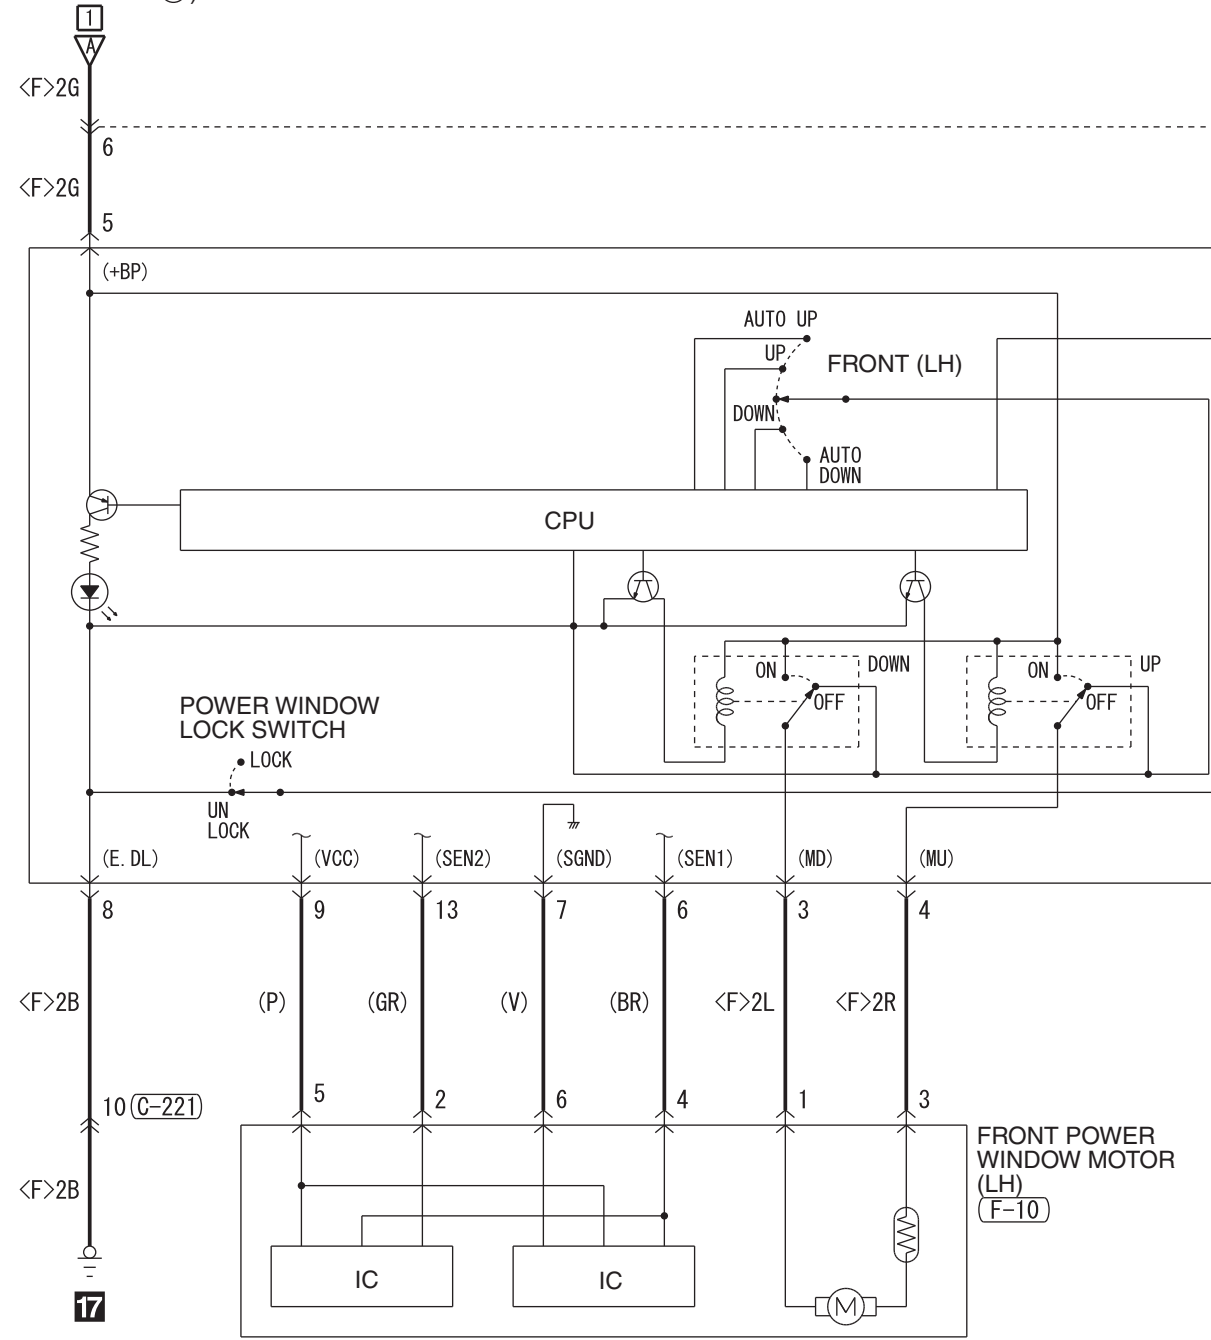 1
A
<F>2G
6
<F>2G
5
(+BP)
AUTO UP
UP
FRONT (LH)
DOWN
AUTO
DOWN
CPU
ON
DOWN
OFF
ON
UP
OFF
POWER WINDOW
LOCK SWITCH
LOCK
UN
LOCK
(E. DL) (VCC) (SEN2) (SGND) (SEN1) (MD) (MU)
8 9 13 7 6 3 4
<F>2B (P) (GR) (V) (BR) <F>2L <F>2R
10 C-221 5 2 6 4 1 3
FRONT POWER
WINDOW MOTOR
(LH)
F-10
<F>2B
IC IC M
17